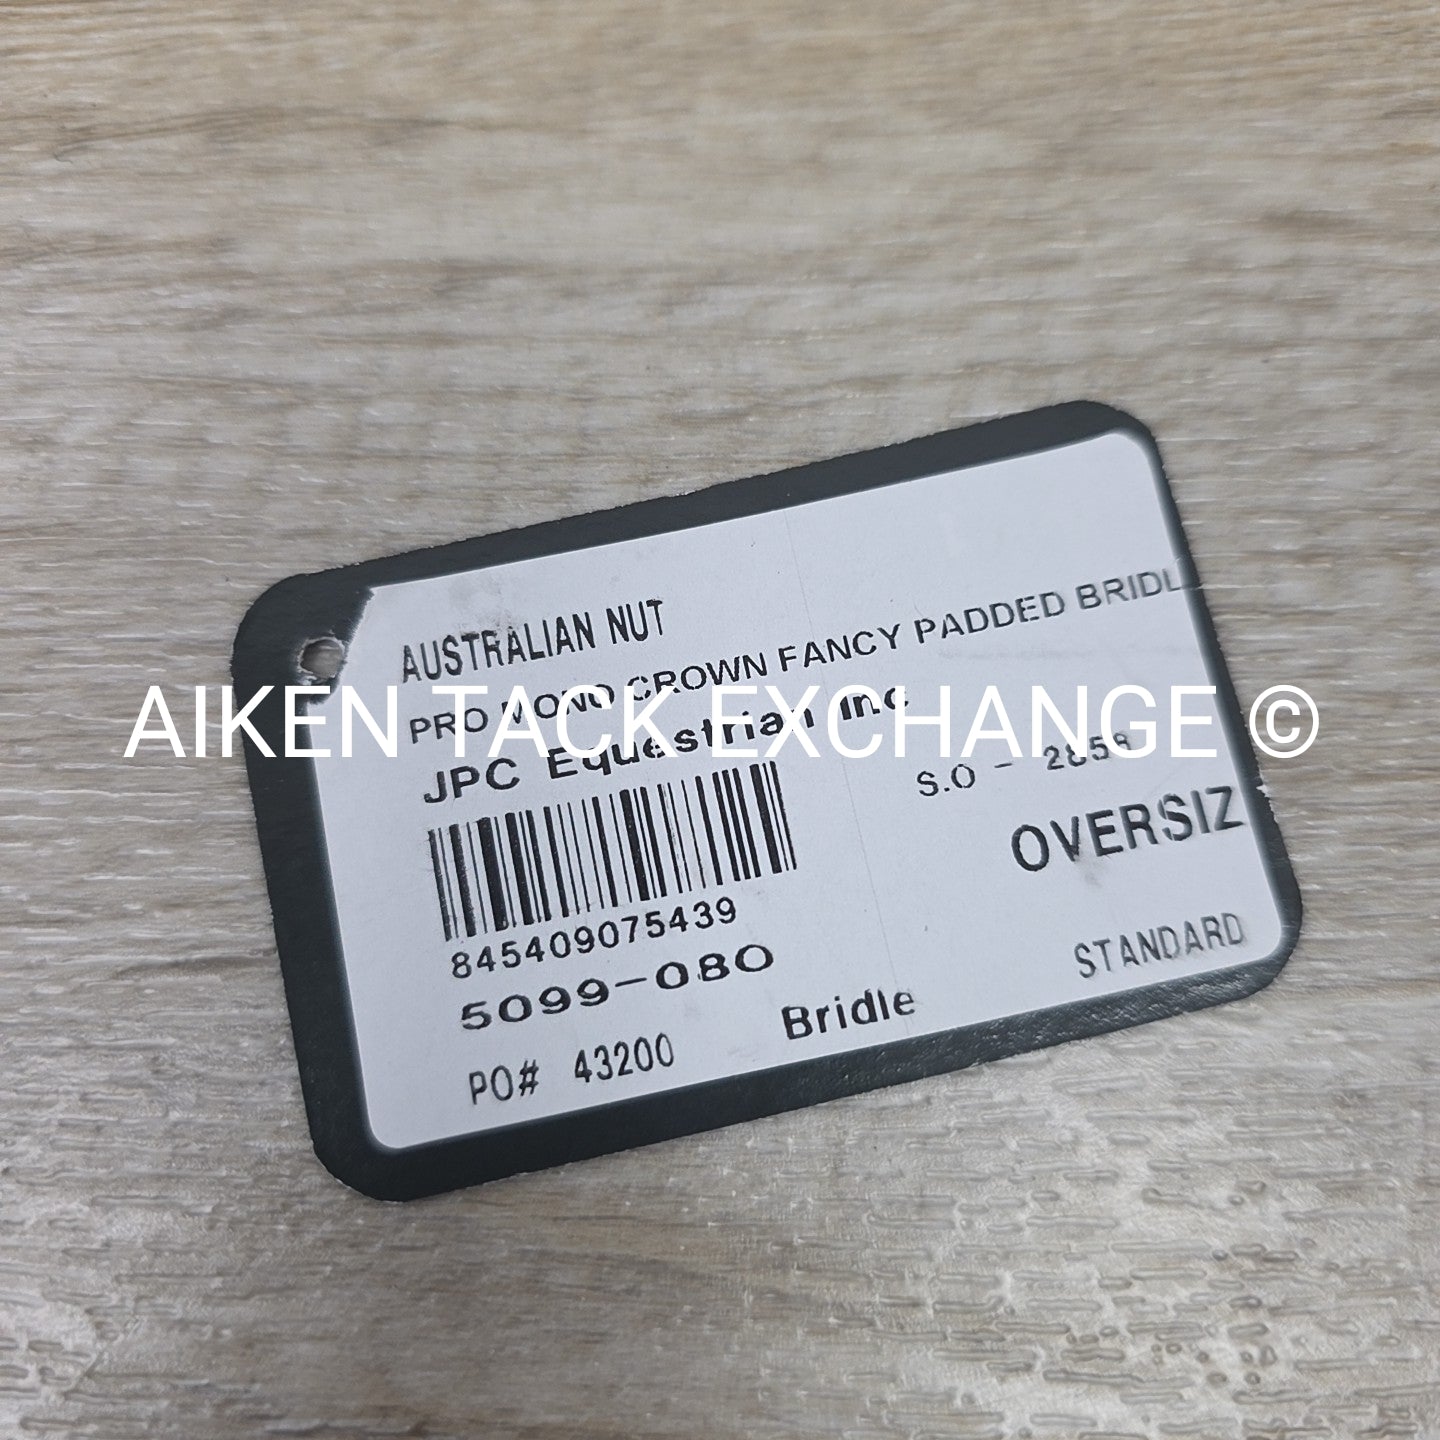 AUSTRALIAN NUT
PRO MONO CROWN FANCY PADDED BRIDL
AIKEN TACK EXCHANGE ©
JPC Equestrian Inc
S.O - 2858
OVERSIZ
845409075439
5099-080
STANDARD
Bridle
PO# 43200